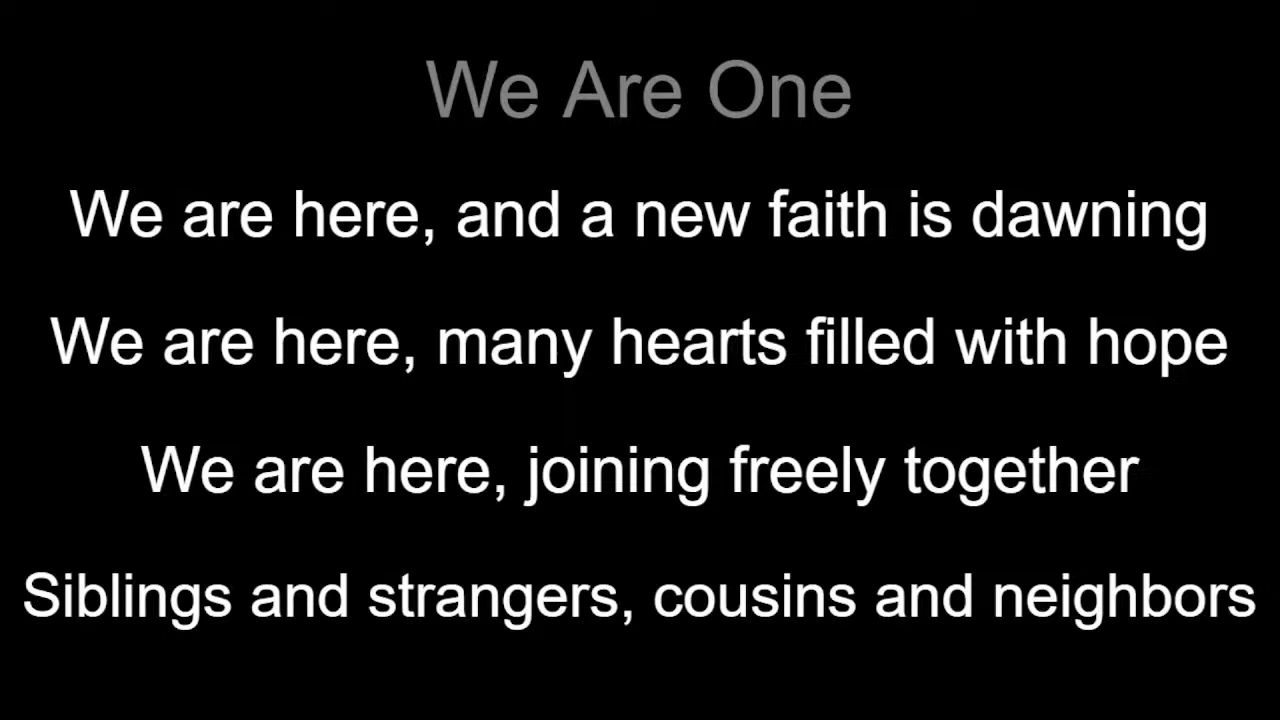 We Are One
We are here, and a new faith is dawning
We are here, many hearts filled with hope
We are here, joining freely together
Siblings and strangers, cousins and neighbors